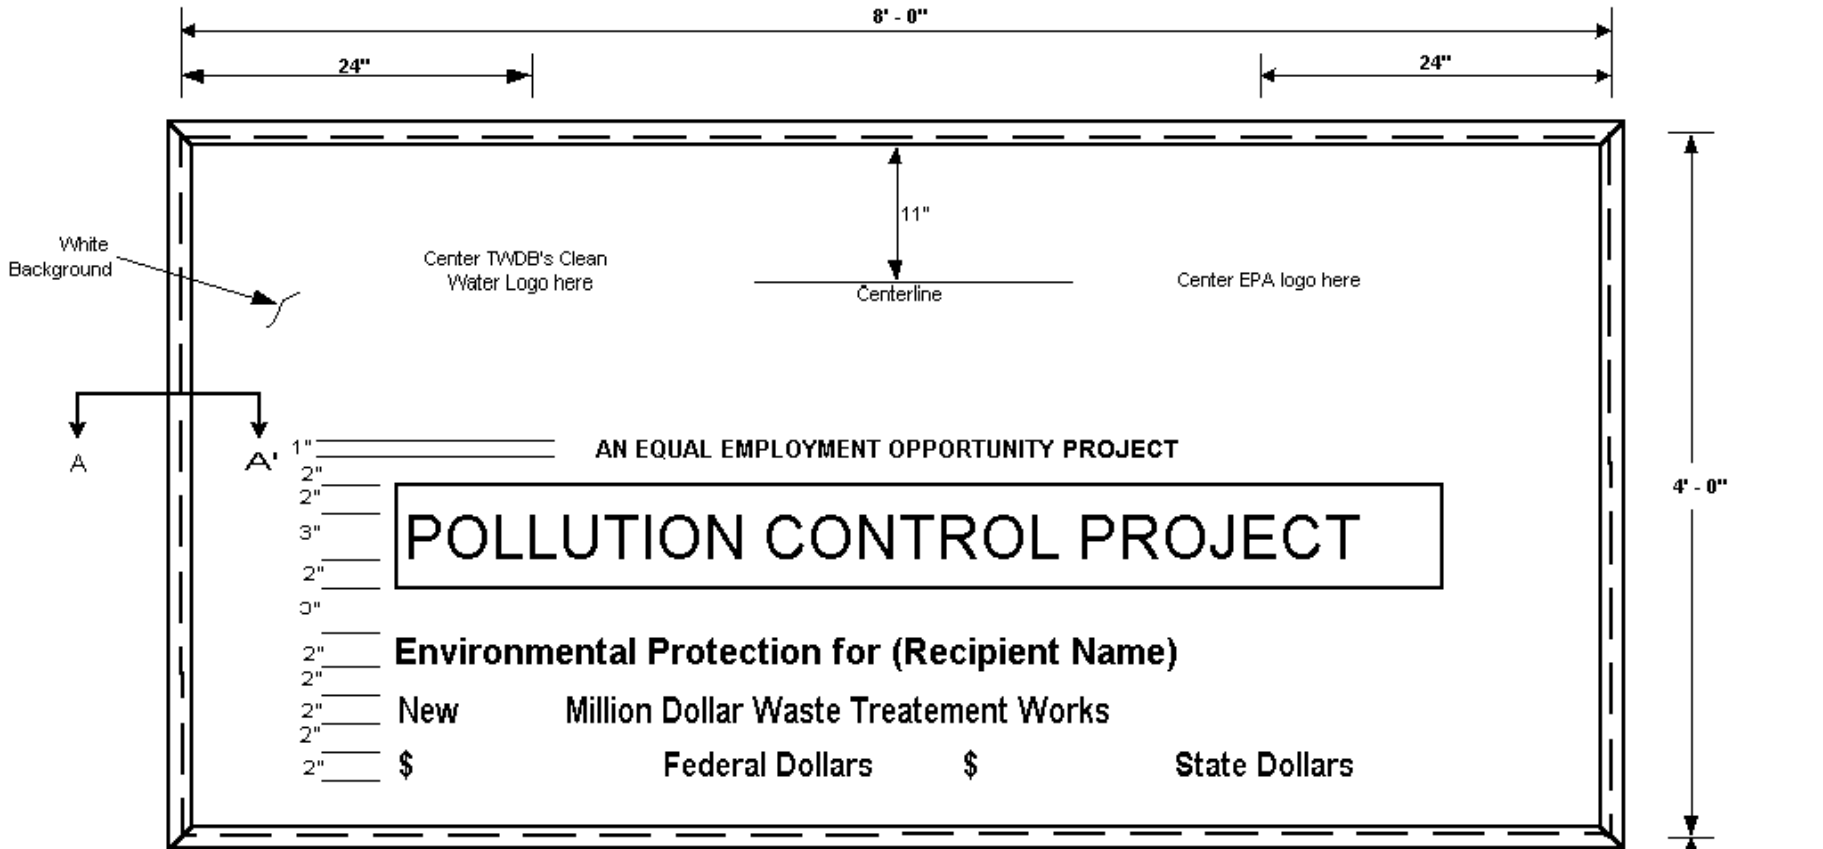 8' - 0"
24"
24"
11"
White
Background
Center TWDB's Clean
Water Logo here
Centerline
Center EPA logo here
A
A'
4' - 0"
1"
AN EQUAL EMPLOYMENT OPPORTUNITY PROJECT
2"
2"
3"
POLLUTION CONTROL PROJECT
2"
2"
Environmental Protection for (Recipient Name)
2"
2"
New Million Dollar Waste Treatement Works
2"
2"
$ Federal Dollars $ State Dollars